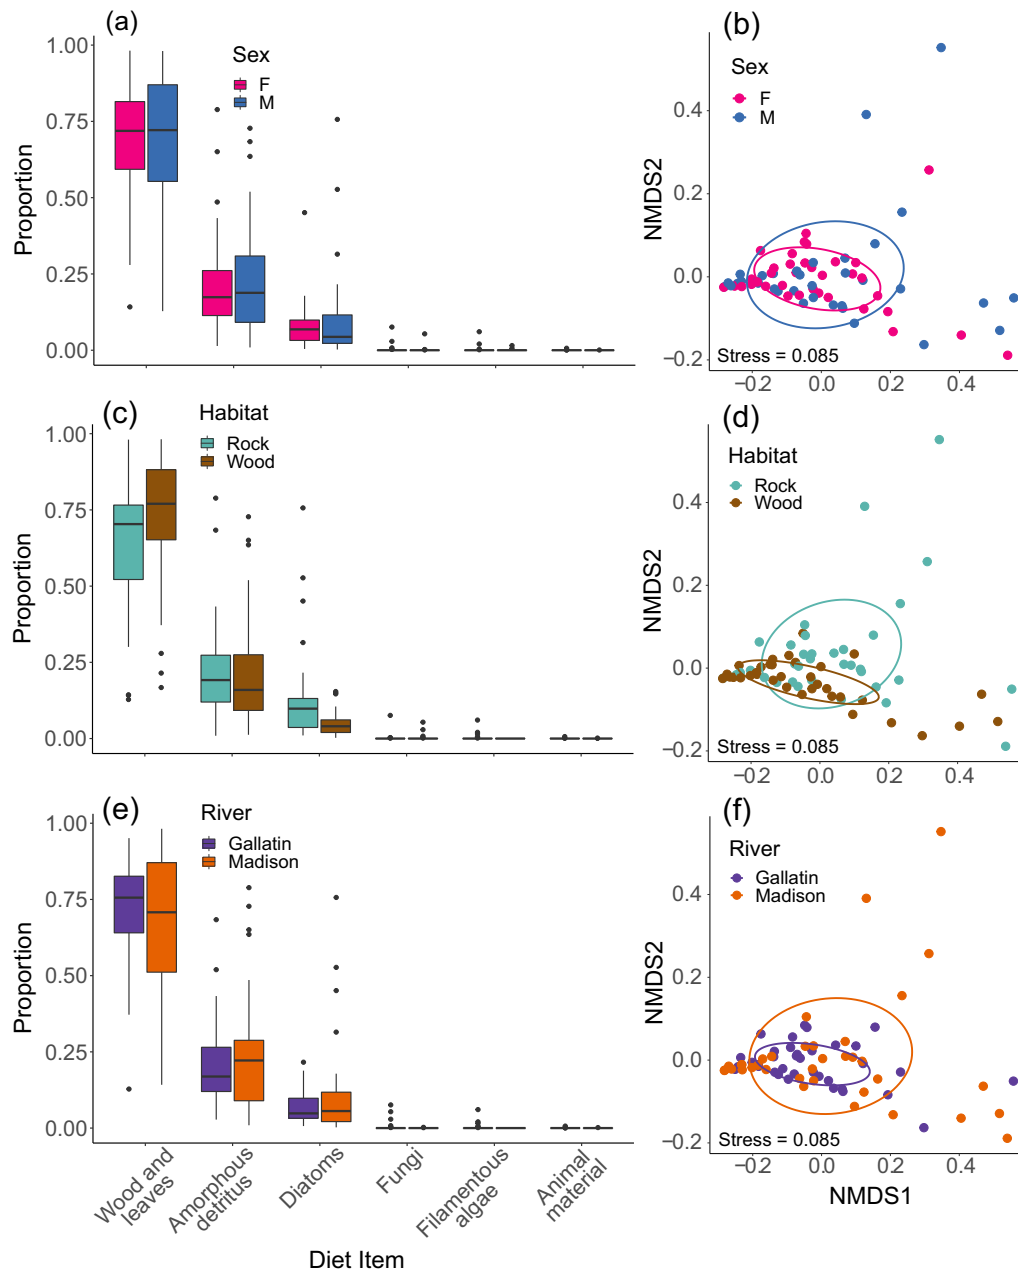 (a)
Sex
F
M
1.00
0.75
0.50
0.25
0.00
Proportion
(b)
Sex
F
M
0.4
0.2
0.0
−0.2
NMDS2
Stress = 0.085
−0.2 0.0 0.2 0.4
(c)
Habitat
Rock
Wood
1.00
0.75
0.50
0.25
0.00
Proportion
(d)
Habitat
Rock
Wood
0.4
0.2
0.0
−0.2
NMDS2
Stress = 0.085
−0.2 0.0 0.2 0.4
(e)
River
Gallatin
Madison
1.00
0.75
0.50
0.25
0.00
Proportion
Wood and
leaves
Amorphous
detritus
Diatoms
Fungi
Filamentous
algae
Animal
material
Diet Item
(f)
River
Gallatin
Madison
0.4
0.2
0.0
−0.2
NMDS2
Stress = 0.085
−0.2 0.0 0.2 0.4
NMDS1